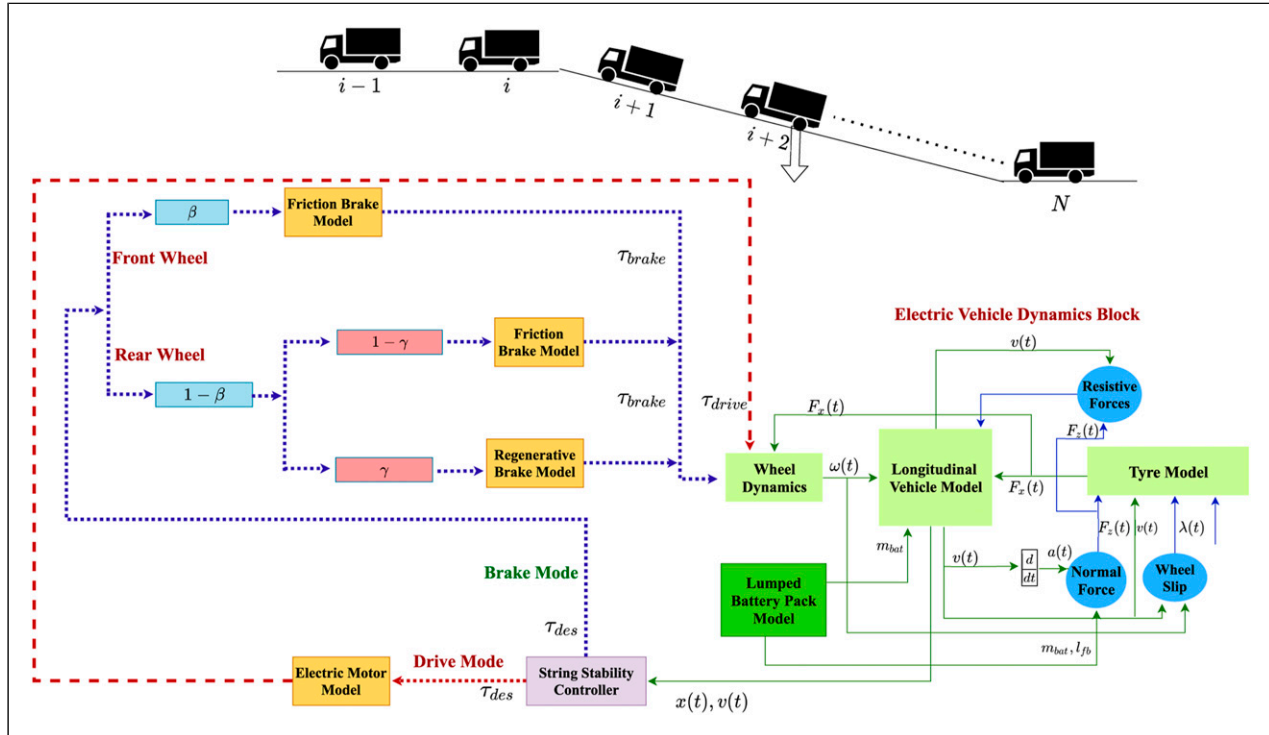 i − 1
i
i + 1
i + 2
N
β
Friction Brake
Model
τ_brake
Front Wheel
Rear Wheel
1 − γ
Friction
Brake Model
1 − β
τ_brake
τ_drive
γ
Regenerative
Brake Model
Electric Vehicle Dynamics Block
v(t)
Resistive
Forces
F_x(t)
F_z(t)
Wheel
Dynamics
ω(t)
Longitudinal
Vehicle Model
F_x(t)
Tyre Model
F_z(t)
v(t)
λ(t)
m_bat
v(t)
d
dt
a(t)
Normal
Force
Wheel
Slip
Lumped
Battery Pack
Model
m_bat, l_fb
Brake Mode
τ_des
Drive Mode
τ_des
Electric Motor
Model
String Stability
Controller
x(t), v(t)